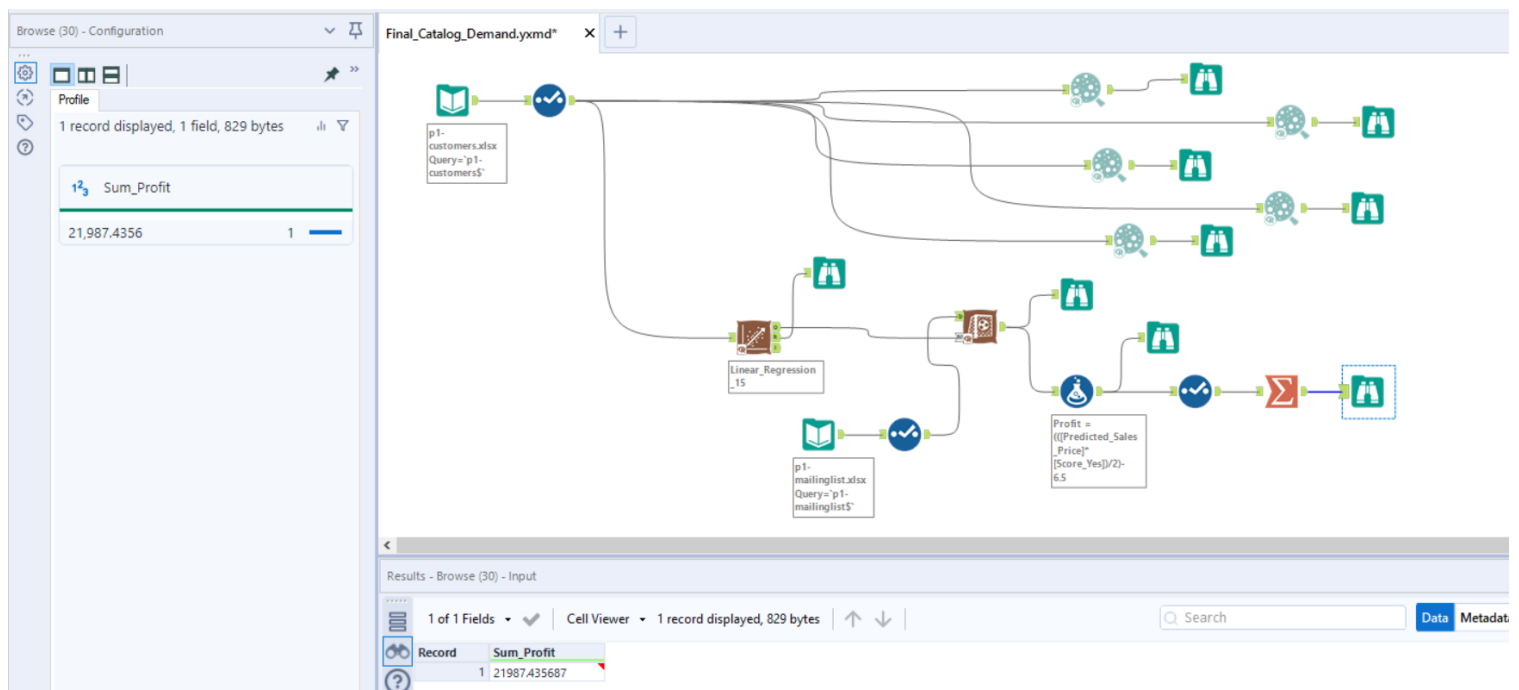 Browse (30) - Configuration
Profile
1 record displayed, 1 field, 829 bytes
123 Sum_Profit
21,987.4356 1
Final_Catalog_Demand.yxmd*
p1-
customers.xlsx
Query=`p1-
customers$`
Linear_Regression
_15
p1-
mailinglist.xlsx
Query=`p1-
mailinglist$`
Profit =
(([Predicted_Sales
_Price]*
[Score_Yes])/2)-
6.5
Results - Browse (30) - Input
1 of 1 Fields
Cell Viewer
1 record displayed, 829 bytes
Search
Data
Metadata
Record Sum_Profit
1 21987.435687